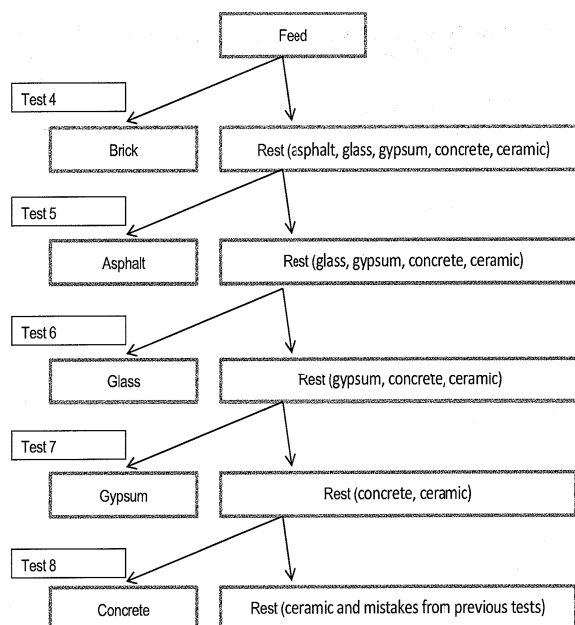 Feed
Test 4
Brick
Rest (asphalt, glass, gypsum, concrete, ceramic)
Test 5
Asphalt
Rest (glass, gypsum, concrete, ceramic)
Test 6
Glass
Rest (gypsum, concrete, ceramic)
Test 7
Gypsum
Rest (concrete, ceramic)
Test 8
Concrete
Rest (ceramic and mistakes from previous tests)